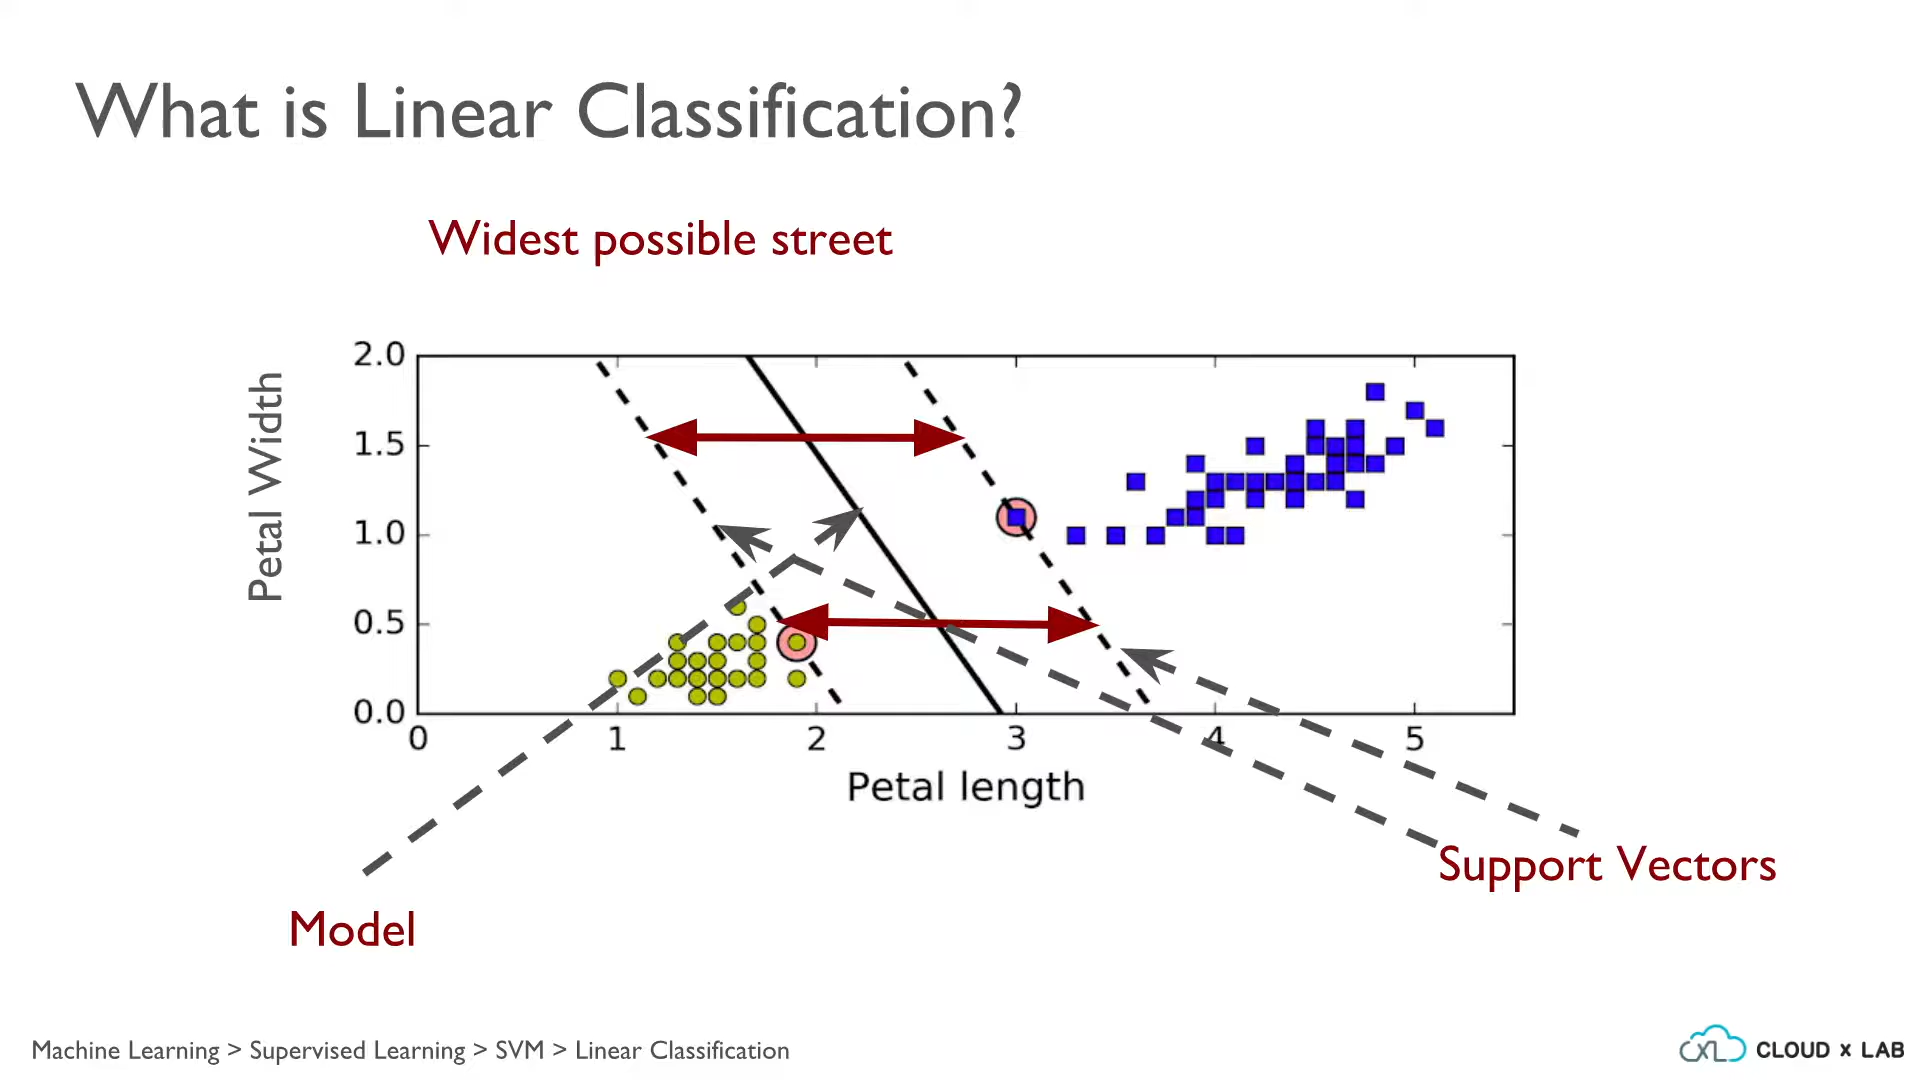 What is Linear Classification?
Widest possible street
Petal Width
2.0
1.5
1.0
0.5
0.0
0 1 2 3 4 5
Petal length
Support Vectors
Model
Machine Learning > Supervised Learning > SVM > Linear Classification
CXL CLOUD x LAB